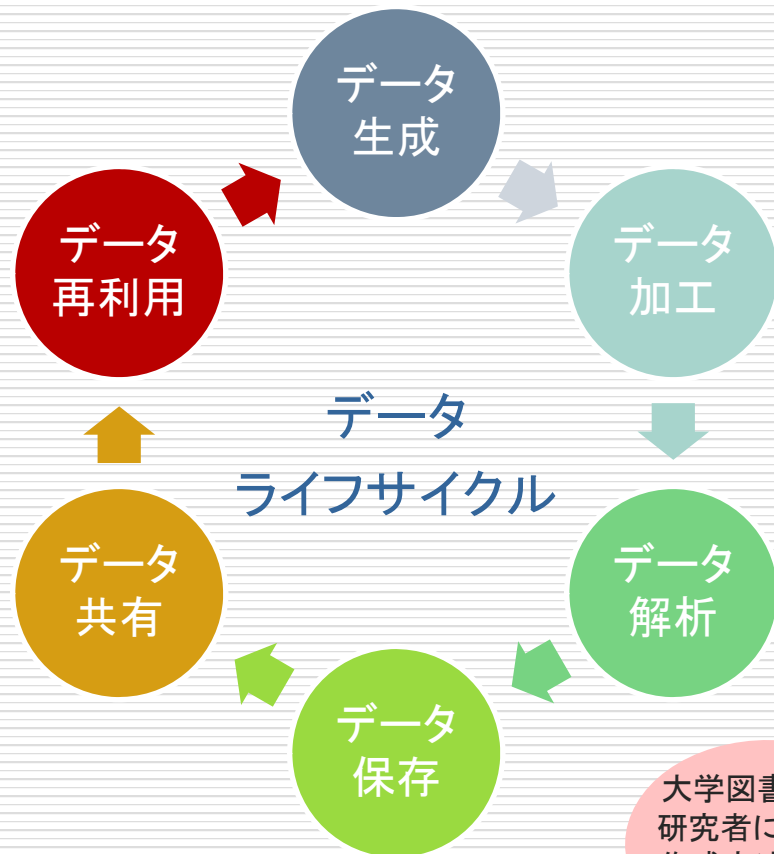 データ
生成
データ
加工
データ
解析
データ
保存
データ
共有
データ
再利用
データ
ライフサイクル
大学図書
研究者に